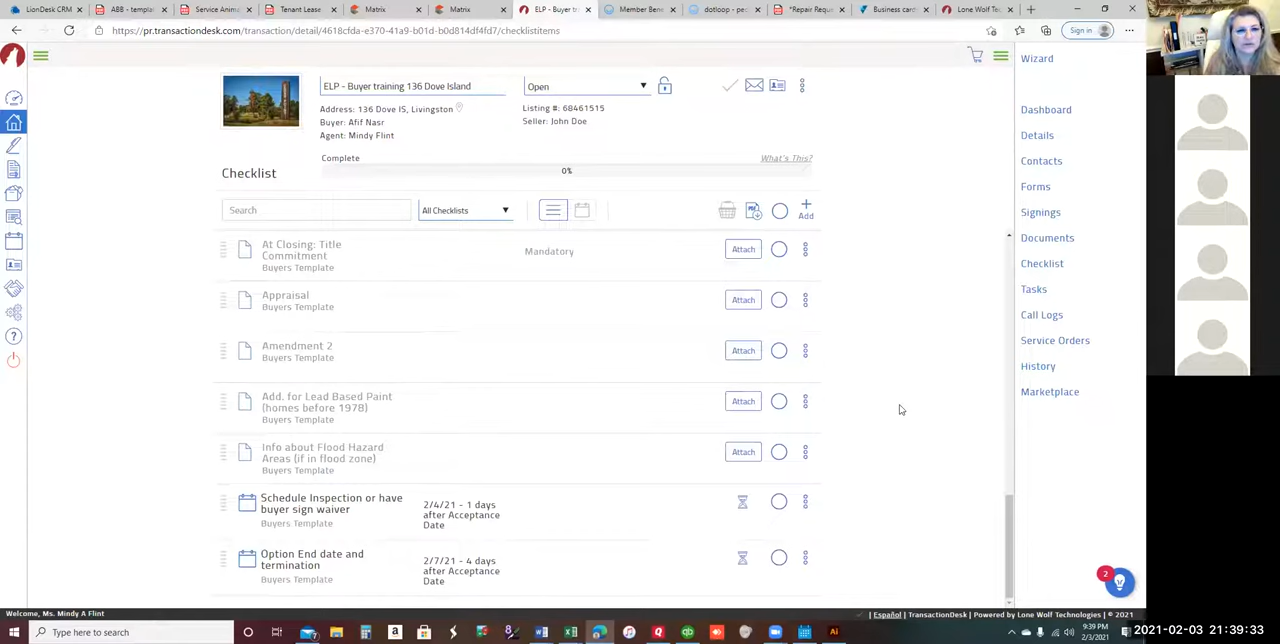 LionDesk CRM
ABB - templat
Service Anima
Tenant Lease
Matrix
Matrix
ELP - Buyer tr
Member Bene
dotloop - pec
*Repair Reque
Business card
Lone Wolf Te
https://pr.transactiondesk.com/transaction/detail/4618cfda-e370-41a9-b01d-b0d814df4fd7/checklistitems
Sign in
ELP - Buyer training 136 Dove Island
Open
Address: 136 Dove IS, Livingston
Buyer: Afif Nasr
Agent: Mindy Flint
Listing #: 68461515
Seller: John Doe
Complete
What's This?
0%
Checklist
Search
All Checklists
Add
At Closing: Title
Commitment
Buyers Template
Mandatory
Attach
Appraisal
Buyers Template
Attach
Amendment 2
Buyers Template
Attach
Add. for Lead Based Paint
(homes before 1978)
Buyers Template
Attach
Info about Flood Hazard
Areas (if in flood zone)
Buyers Template
Attach
Schedule Inspection or have
buyer sign waiver
Buyers Template
2/4/21 - 1 days
after Acceptance
Date
Option End date and
termination
Buyers Template
2/7/21 - 4 days
after Acceptance
Date
Wizard
Dashboard
Details
Contacts
Forms
Signings
Documents
Checklist
Tasks
Call Logs
Service Orders
History
Marketplace
2
Welcome, Ms. Mindy A Flint
| Español | TransactionDesk | Powered by Lone Wolf Technologies | © 2021
Type here to search
9:39 PM
2/3/2021
2021-02-03 21:39:33